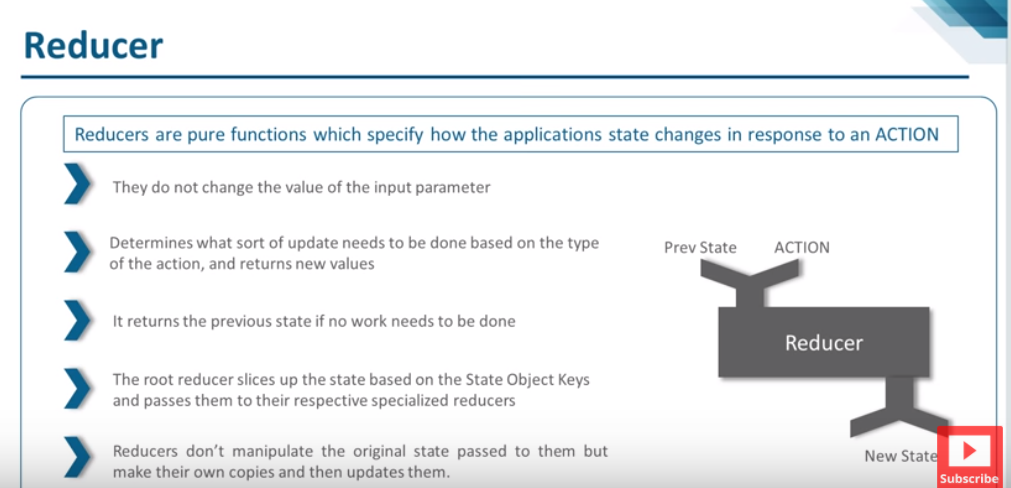 Reducer
Reducers are pure functions which specify how the applications state changes in response to an ACTION
They do not change the value of the input parameter
Determines what sort of update needs to be done based on the type
of the action, and returns new values
It returns the previous state if no work needs to be done
The root reducer slices up the state based on the State Object Keys
and passes them to their respective specialized reducers
Reducers don't manipulate the original state passed to them but
make their own copies and then updates them.
Prev State
ACTION
Reducer
New State
Subscribe